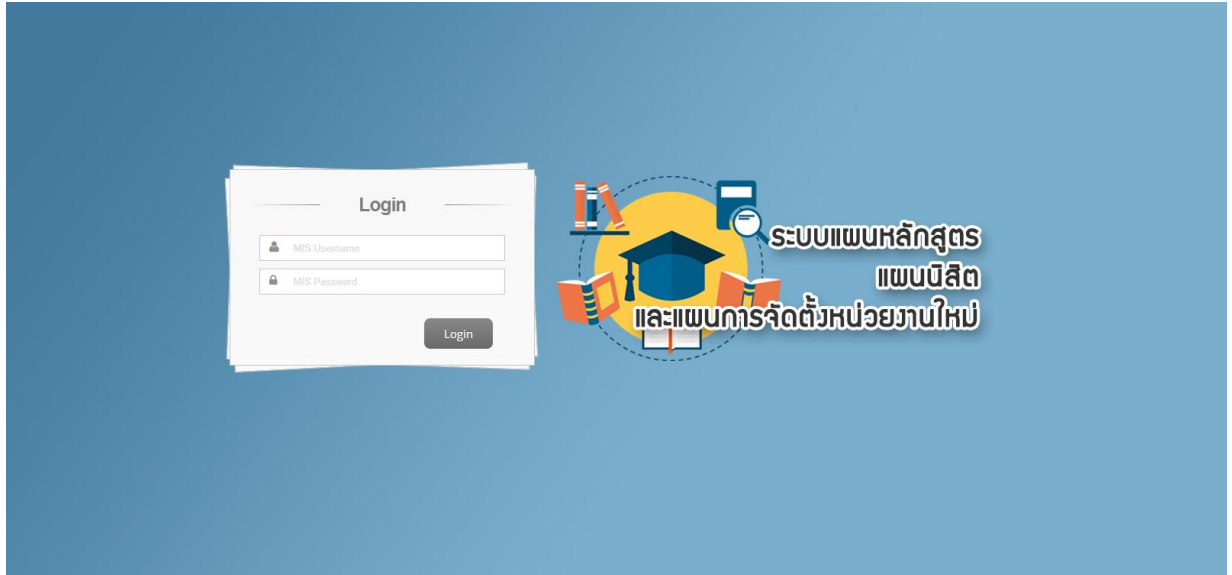 Login
MIS Username
MIS Password
Login
ระบบแผนหลักสูตร
แผนนิสิต
และแผนการจัดตั้งหน่วยงานใหม่